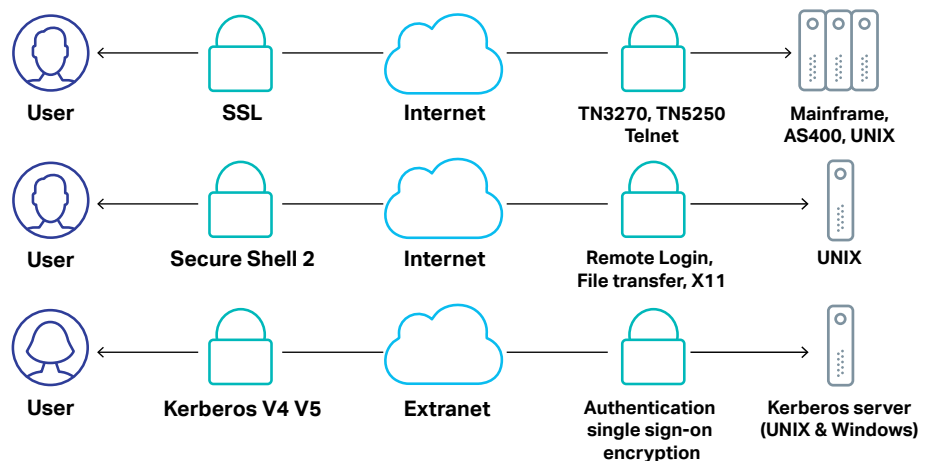 User
SSL
Internet
TN3270, TN5250
Telnet
Mainframe,
AS400, UNIX
User
Secure Shell 2
Internet
Remote Login,
File transfer, X11
UNIX
User
Kerberos V4 V5
Extranet
Authentication
single sign-on
encryption
Kerberos server
(UNIX & Windows)